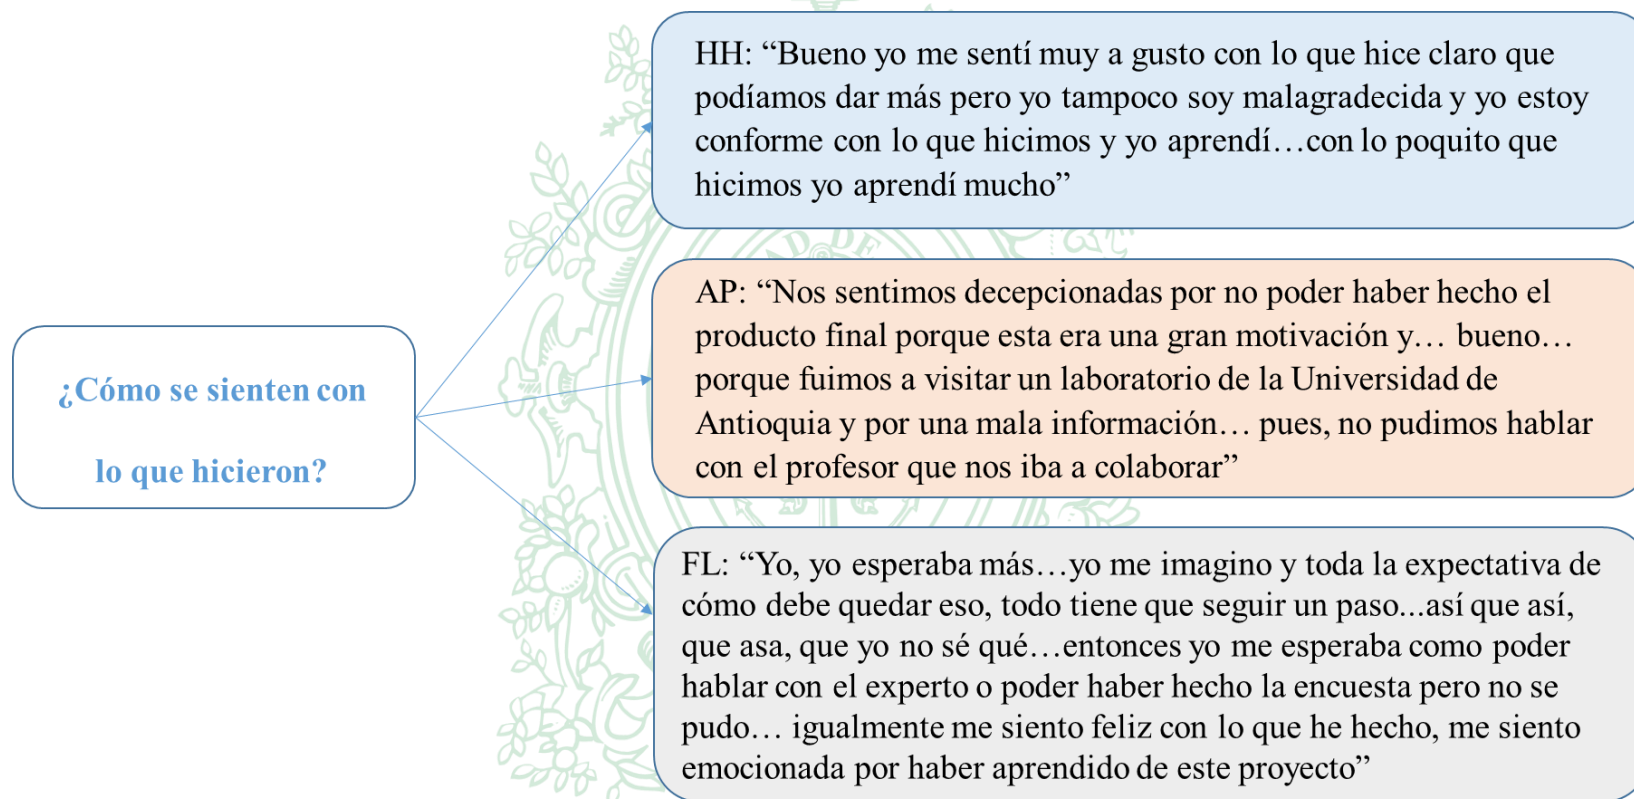 ¿Cómo se sienten con
lo que hicieron?
HH: “Bueno yo me sentí muy a gusto con lo que hice claro que
podíamos dar más pero yo tampoco soy malagradecida y yo estoy
conforme con lo que hicimos y yo aprendí…con lo poquito que
hicimos yo aprendí mucho”
AP: “Nos sentimos decepcionadas por no poder haber hecho el
producto final porque esta era una gran motivación y… bueno…
porque fuimos a visitar un laboratorio de la Universidad de
Antioquia y por una mala información… pues, no pudimos hablar
con el profesor que nos iba a colaborar”
FL: “Yo, yo esperaba más…yo me imagino y toda la expectativa de
cómo debe quedar eso, todo tiene que seguir un paso...así que así,
que asa, que yo no sé qué…entonces yo me esperaba como poder
hablar con el experto o poder haber hecho la encuesta pero no se
pudo… igualmente me siento feliz con lo que he hecho, me siento
emocionada por haber aprendido de este proyecto”